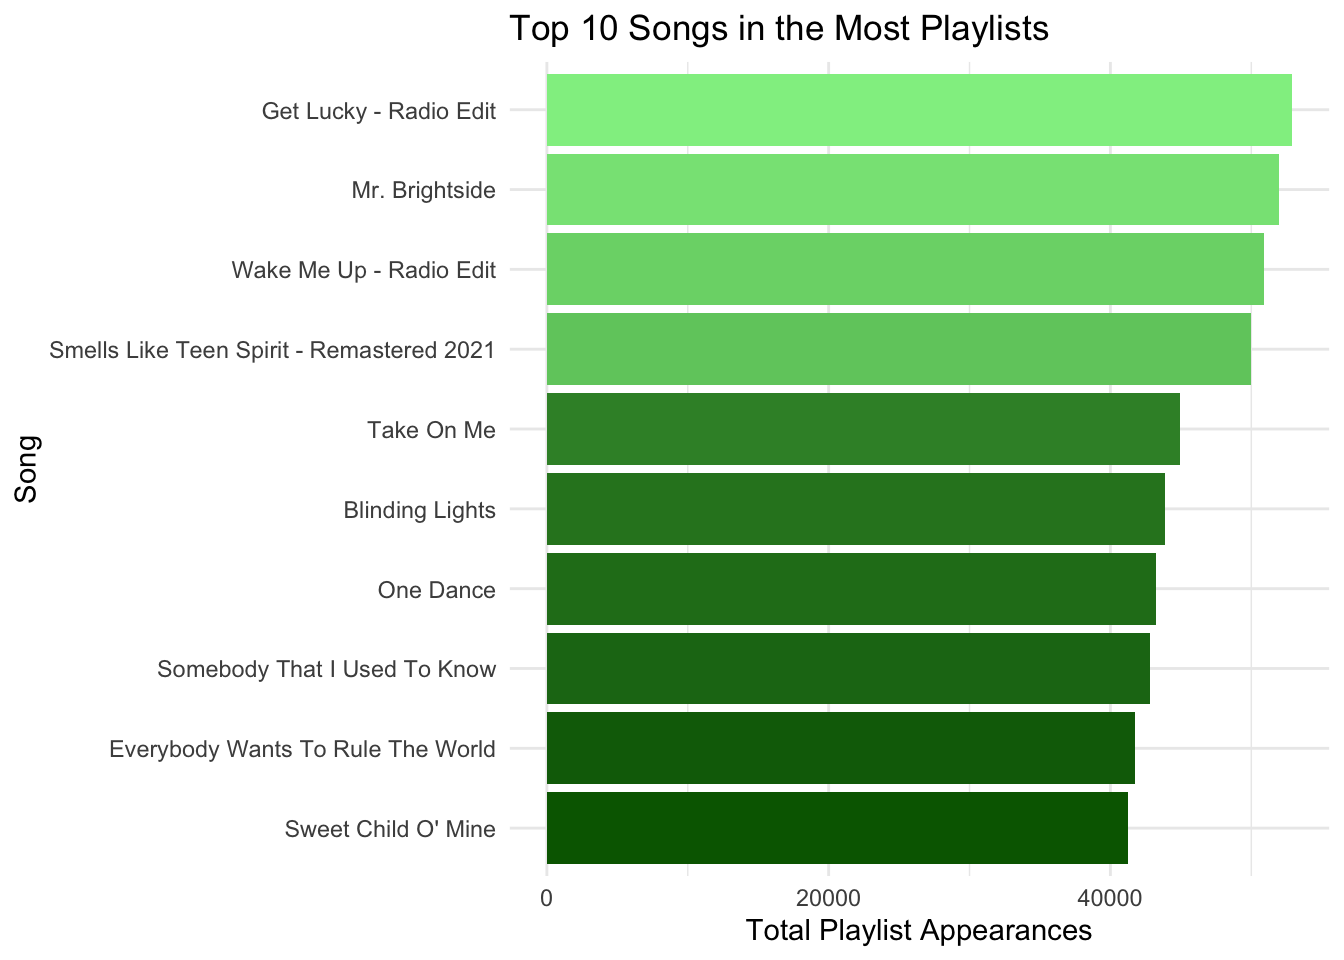 Top 10 Songs in the Most Playlists
Song
Get Lucky - Radio Edit
Mr. Brightside
Wake Me Up - Radio Edit
Smells Like Teen Spirit - Remastered 2021
Take On Me
Blinding Lights
One Dance
Somebody That I Used To Know
Everybody Wants To Rule The World
Sweet Child O' Mine
0 20000 40000
Total Playlist Appearances